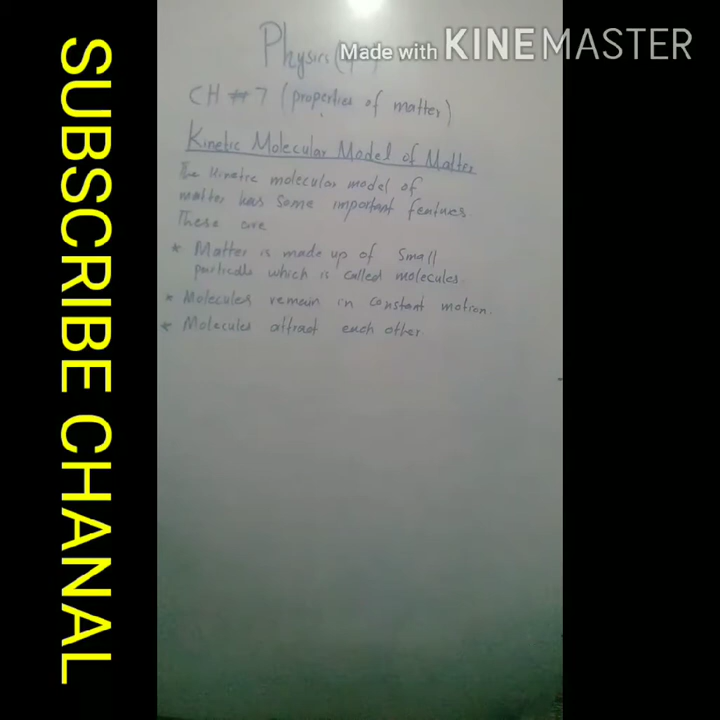 Physics
Made with KINEMASTER
CH # 7 (properties of matter)
Kinetic Molecular Model of Matter
The Kinetic molecular model of
matter has some important features
These are
* Matter is made up of small
particals which is called molecules.
* Molecules remain in constant motion.
* Molecules attract each other.
SUBSCRIBE CHANAL